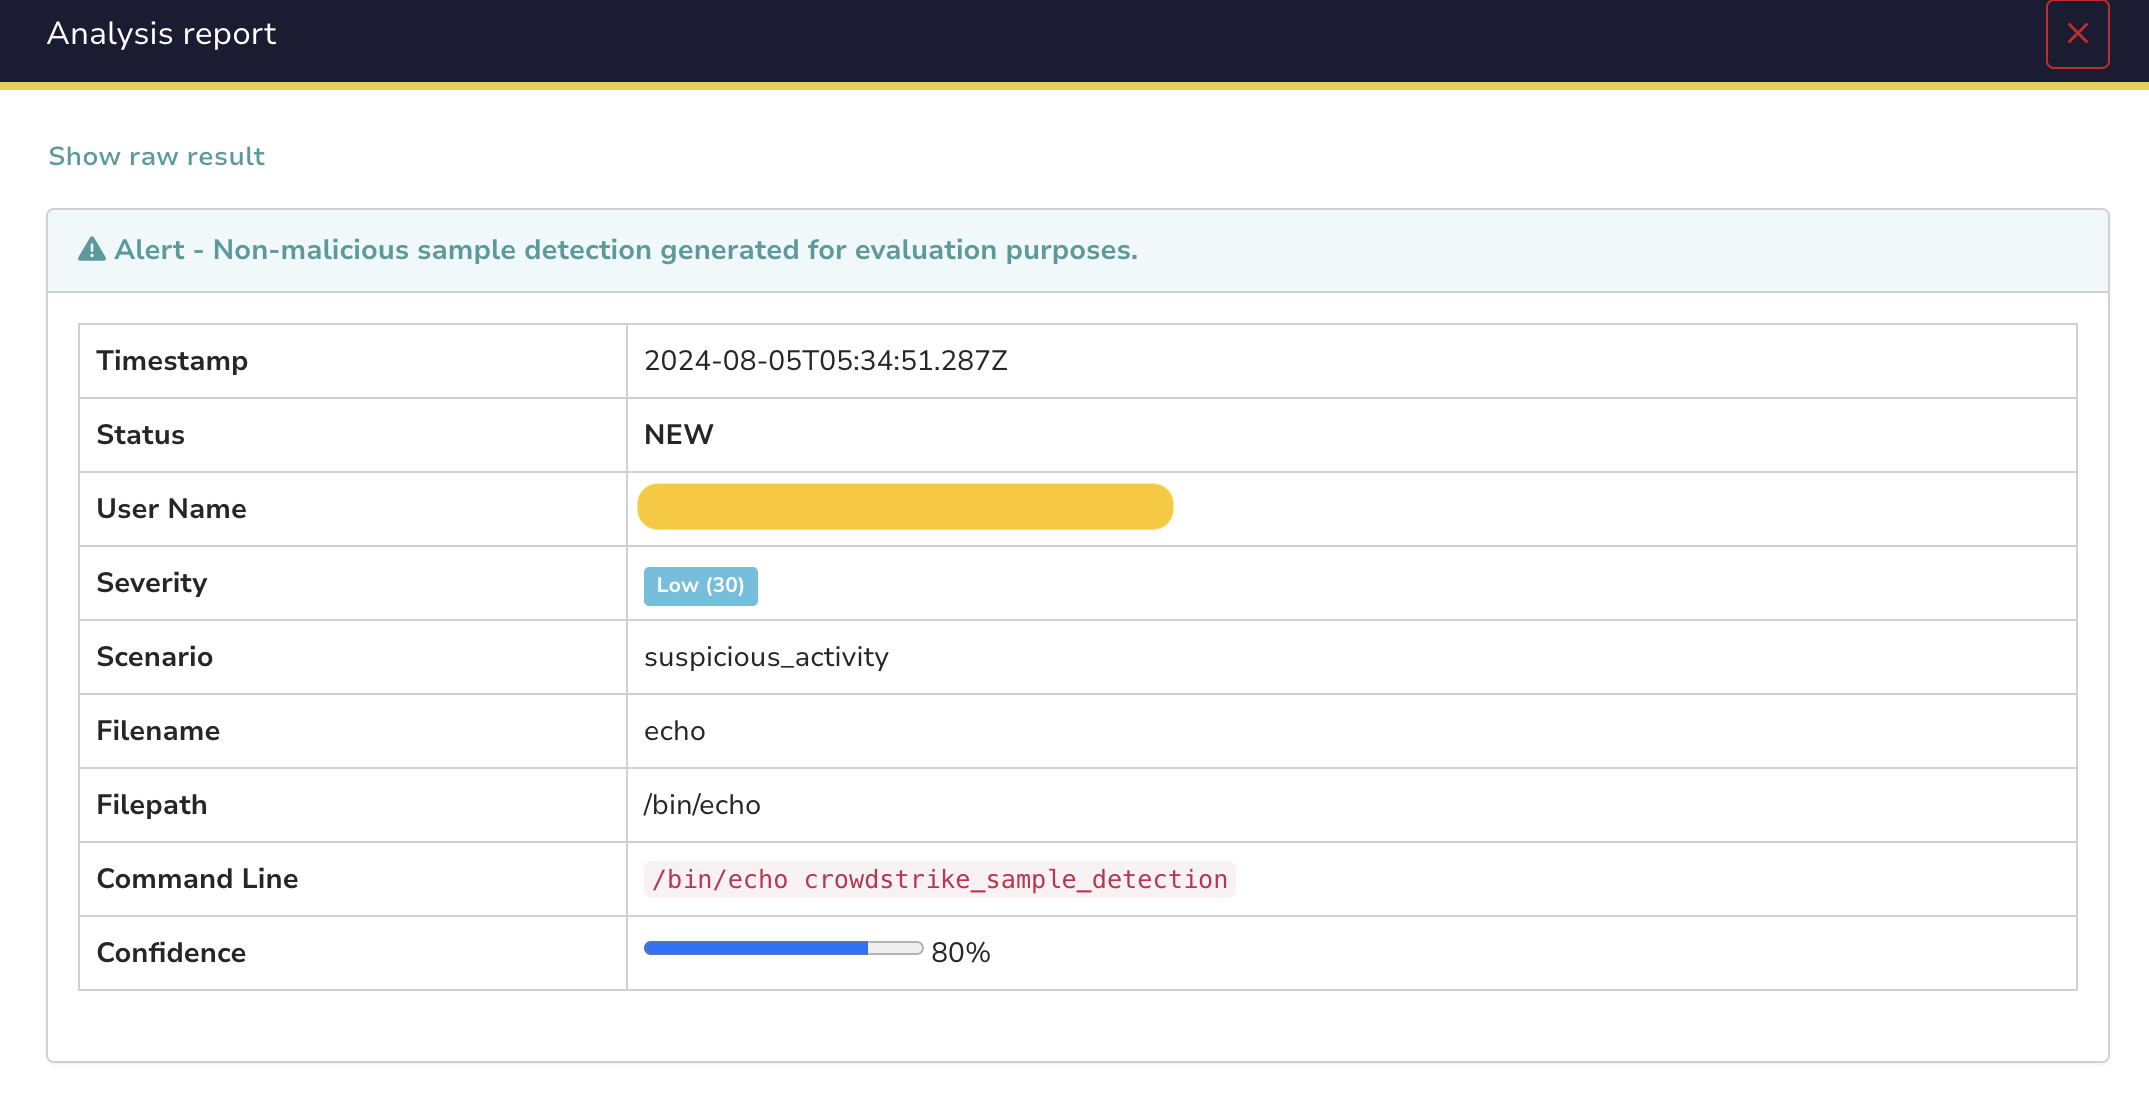 Analysis report
Show raw result
Alert - Non-malicious sample detection generated for evaluation purposes.
Timestamp 2024-08-05T05:34:51.287Z
Status NEW
User Name
Severity Low (30)
Scenario suspicious_activity
Filename echo
Filepath /bin/echo
Command Line /bin/echo crowdstrike_sample_detection
Confidence 80%